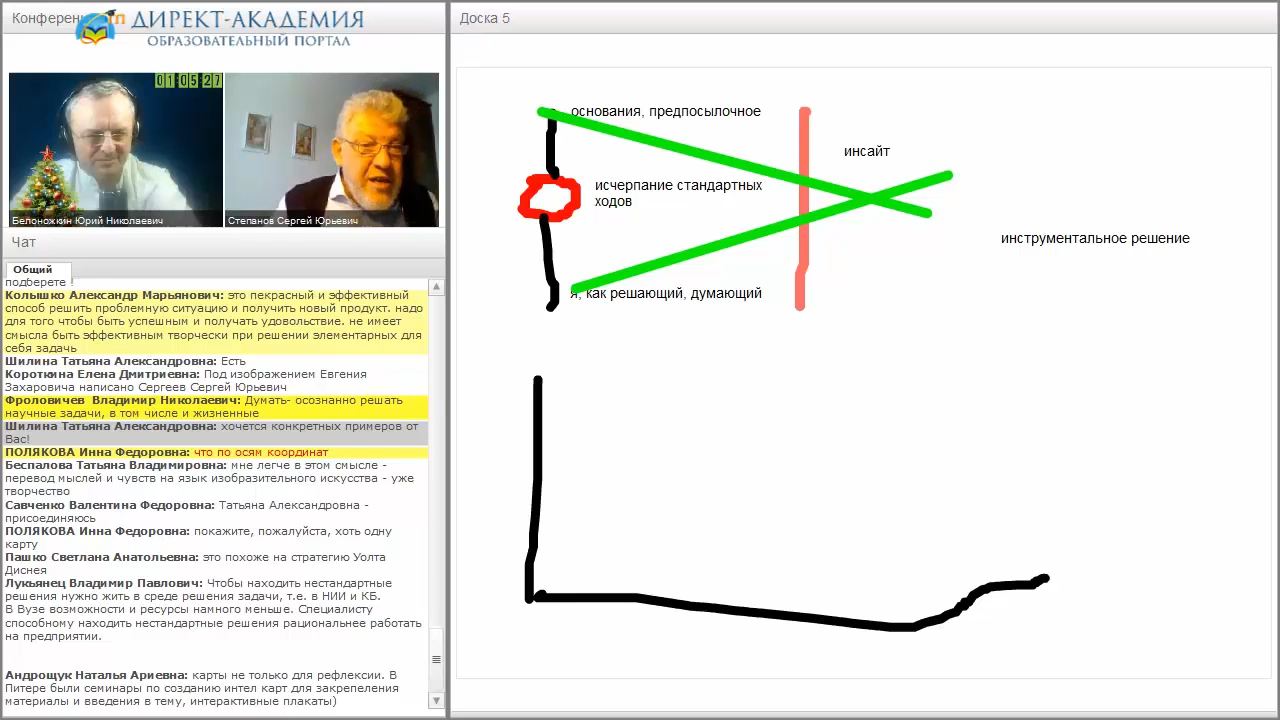 Конферен
ДИРЕКТ-АКАДЕМИЯ
ОБРАЗОВАТЕЛЬНЫЙ ПОРТАЛ
01:05:27
Белоножкин Юрий Николаевич
Степанов Сергей Юрьевич
Чат
Общий
подберете !
Колышко Александр Марьянович: это пекрасный и эффективный
способ решить проблемную ситуацию и получить новый продукт. надо
для того чтобы быть успешным и получать удовольствие. не имеет
смысла быть эффективным творчески при решении элементарных для
себя задачь
Шилина Татьяна Александровна: Есть
Короткина Елена Дмитриевна: Под изображением Евгения
Захаровича написано Сергеев Сергей Юрьевич
Фроловичев Владимир Николаевич: Думать- осознанно решать
научные задачи, в том числе и жизненные
Шилина Татьяна Александровна: хочется конкретных примеров от
Вас!
ПОЛЯКОВА Инна Федоровна: что по осям координат
Беспалова Татьяна Владимировна: мне легче в этом смысле -
перевод мыслей и чувств на язык изобразительного искусства - уже
творчество
Савченко Валентина Федоровна: Татьяна Александровна -
присоединяюсь
ПОЛЯКОВА Инна Федоровна: покажите, пожалуйста, хоть одну
карту
Пашко Светлана Анатольевна: это похоже на стратегию Уолта
Диснея
Лукьянец Владимир Павлович: Чтобы находить нестандартные
решения нужно жить в среде решения задачи, т.е. в НИИ и КБ.
В Вузе возможности и ресурсы намного меньше. Специалисту
способному находить нестандартные решения рациональнее работать
на предприятии.
Андрощук Наталья Ариевна: карты не только для рефлексии. В
Питере были семинары по созданию интел карт для закрепеления
материалы и введения в тему, интерактивные плакаты)
Доска 5
основания, предпосылочное
инсайт
исчерпание стандартных
ходов
инструментальное решение
я, как решающий, думающий